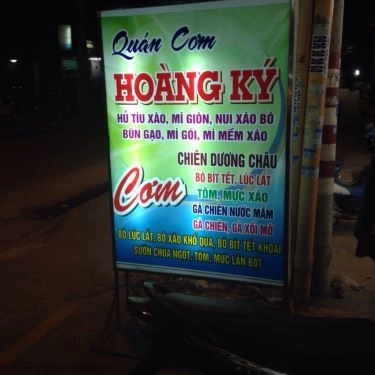 Quán Cơm
HOÀNG KÝ
HỦ TÍU XÀO, MÌ GIÒN, NUI XÀO BÒ
BÚN GẠO, MÌ GÓI, MÌ MỀM XÀO
Cơm
CHIÊN DƯƠNG CHÂU
BÒ BÍT TẾT, LÚC LẮT
TÔM, MỰC XÀO
GÀ CHIÊN NƯỚC MẮM
GÀ CHIÊN, GÀ XỐI MỠ
BÒ LÚC LẮT, BÒ XÀO KHỔ QUA, BÒ BÍT TẾT KHOAI
SƯỜN CHUA NGỌT, TÔM, MỰC LĂN BỘT